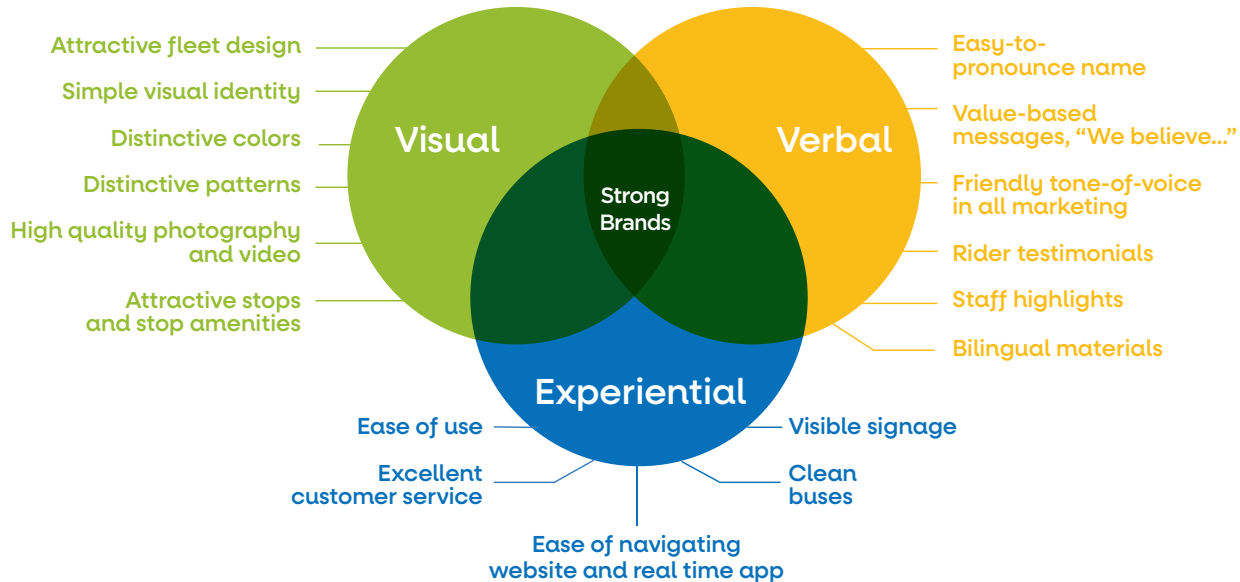 Attractive fleet design
Simple visual identity
Distinctive colors
Distinctive patterns
High quality photography
and video
Attractive stops
and stop amenities
Visual
Verbal
Strong
Brands
Experiential
Easy-to-
pronounce name
Value-based
messages, “We believe...”
Friendly tone-of-voice
in all marketing
Rider testimonials
Staff highlights
Bilingual materials
Ease of use
Excellent
customer service
Ease of navigating
website and real time app
Visible signage
Clean
buses